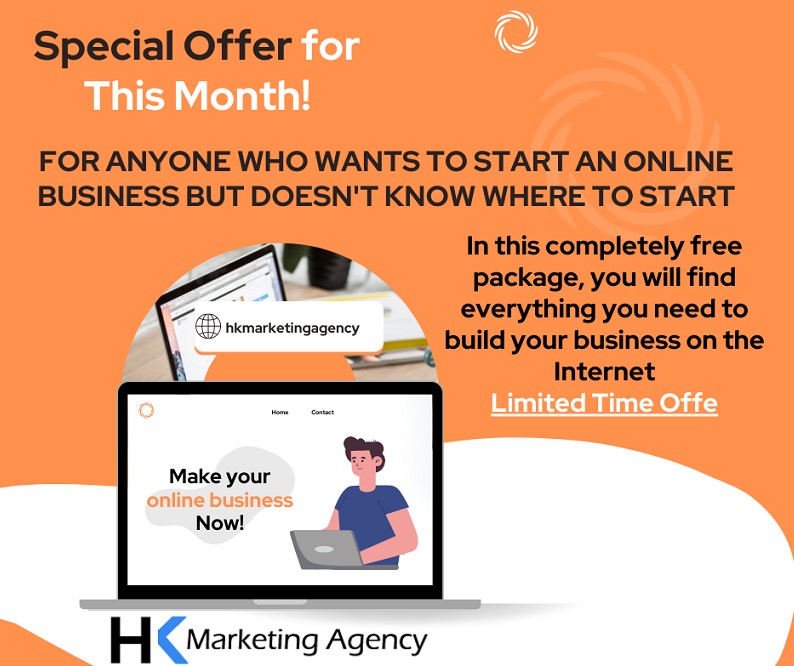 Special Offer for
This Month!
FOR ANYONE WHO WANTS TO START AN ONLINE
BUSINESS BUT DOESN'T KNOW WHERE TO START
In this completely free
package, you will find
everything you need to
build your business on the
Internet
Limited Time Offe
hkmarketingagency
Home Contact
Make your
online business
Now!
HK Marketing Agency